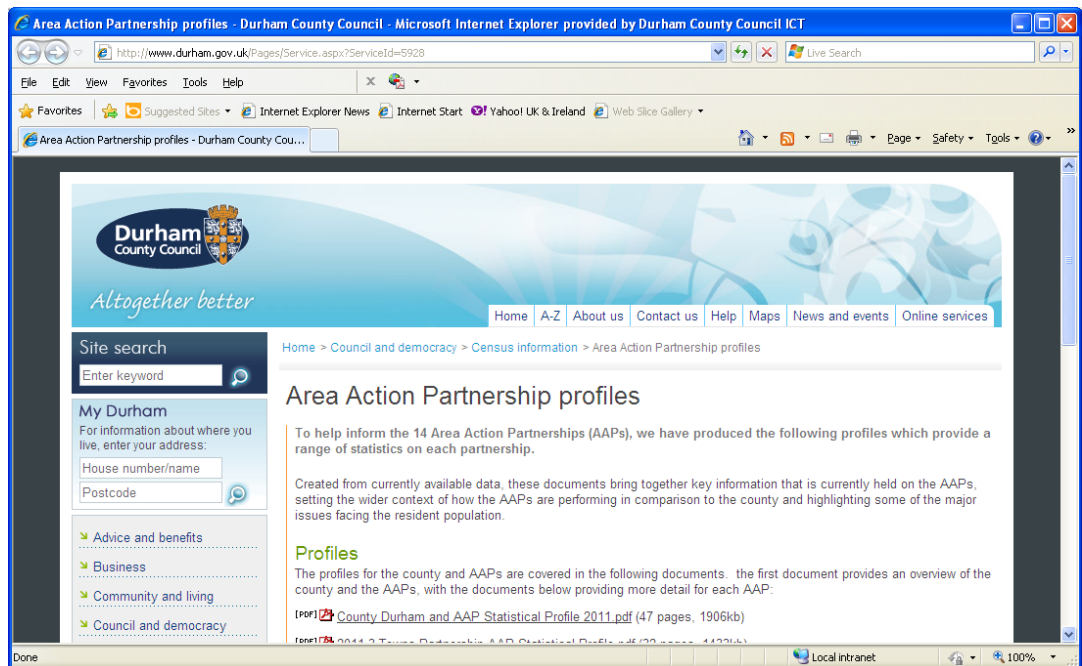 Area Action Partnership profiles - Durham County Council - Microsoft Internet Explorer provided by Durham County Council ICT
http://www.durham.gov.uk/Pages/Service.aspx?ServiceId=5928
Live Search
File Edit View Favorites Tools Help
x
Favorites Suggested Sites Internet Explorer News Internet Start Yahoo! UK & Ireland Web Slice Gallery
Area Action Partnership profiles - Durham County Cou...
Page Safety Tools »
Durham
County Council
Altogether better
Home A-Z About us Contact us Help Maps News and events Online services
Site search
Enter keyword
Home > Council and democracy > Census information > Area Action Partnership profiles
Area Action Partnership profiles
My Durham
For information about where you
live, enter your address:
House number/name
Postcode
To help inform the 14 Area Action Partnerships (AAPs), we have produced the following profiles which provide a
range of statistics on each partnership.
Created from currently available data, these documents bring together key information that is currently held on the AAPs,
setting the wider context of how the AAPs are performing in comparison to the county and highlighting some of the major
issues facing the resident population.
Advice and benefits
Business
Community and living
Council and democracy
Profiles
The profiles for the county and AAPs are covered in the following documents. the first document provides an overview of the
county and the AAPs, with the documents below providing more detail for each AAP:
[PDF] County Durham and AAP Statistical Profile 2011.pdf (47 pages, 1906kb)
[PDF] 2011 3 Towns Partnership AAP Statistical Profile.pdf (32 pages, 1433kb)
Done
Local intranet
100%